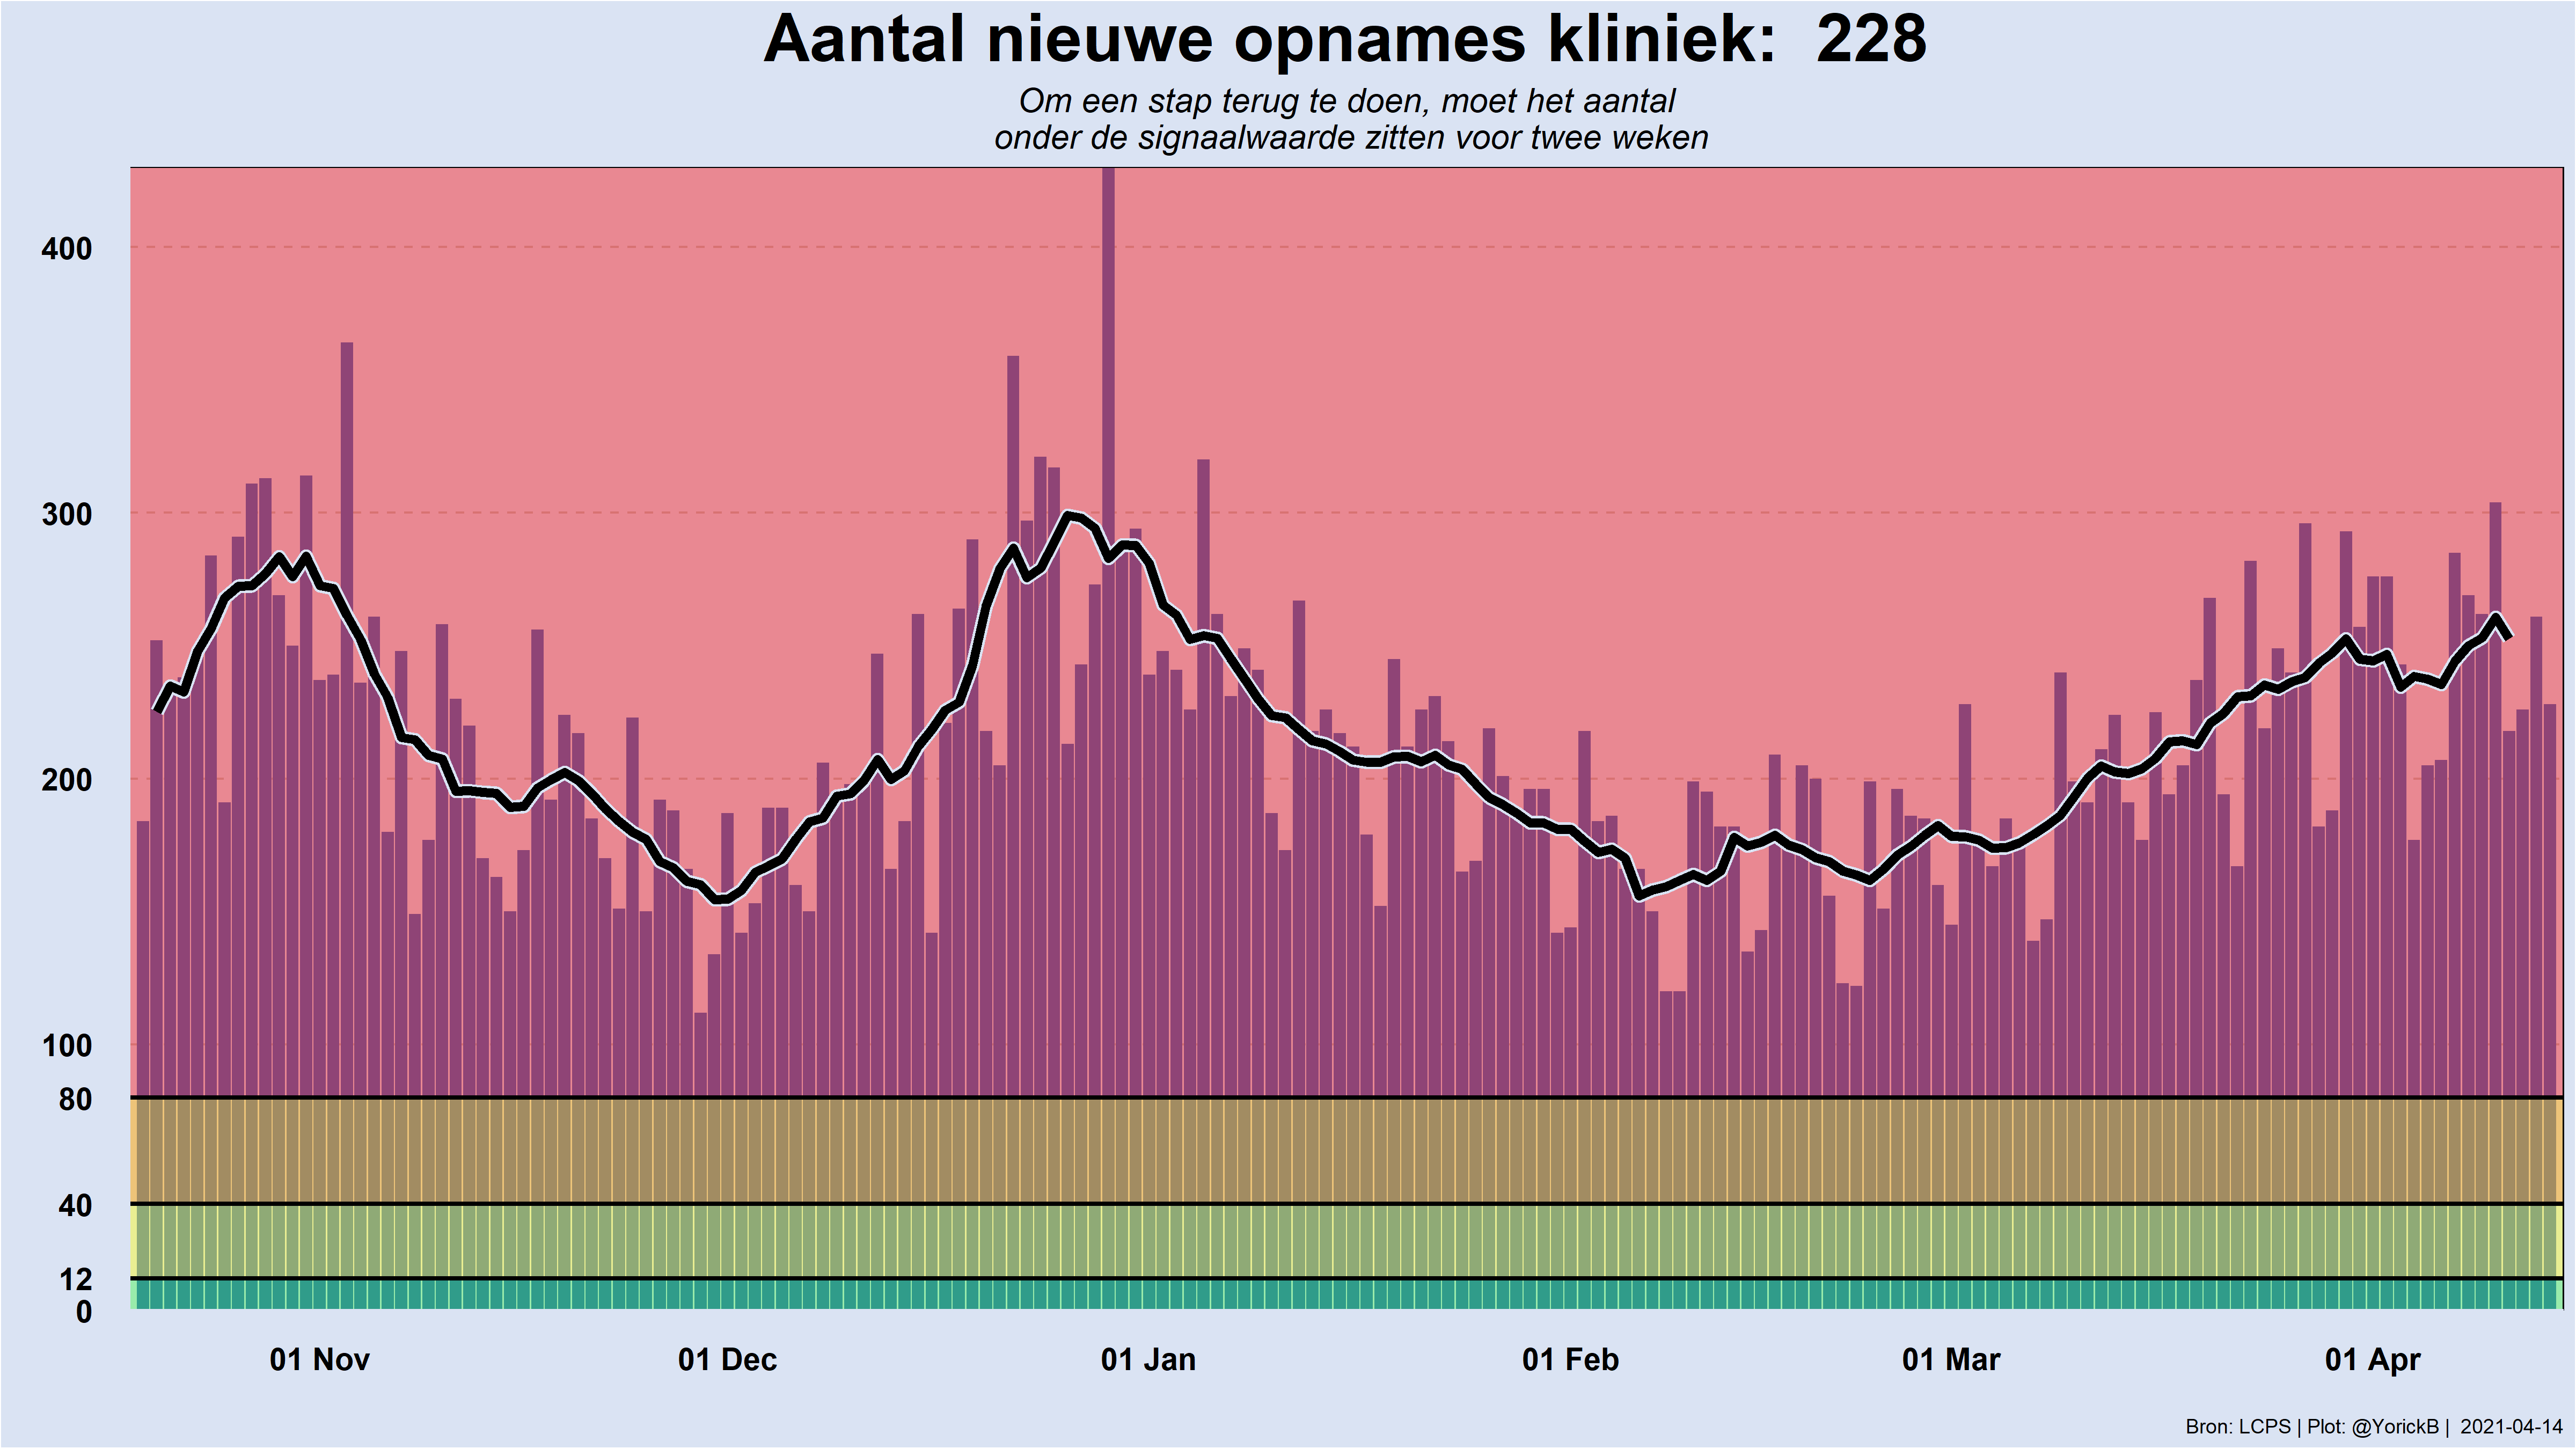 Aantal nieuwe opnames kliniek:  228
Om een stap terug te doen, moet het aantal
onder de signaalwaarde zitten voor twee weken
400
300
200
100
80
40
12
0
01 Nov
01 Dec
01 Jan
01 Feb
01 Mar
01 Apr
Bron: LCPS | Plot: @YorickB |  2021-04-14